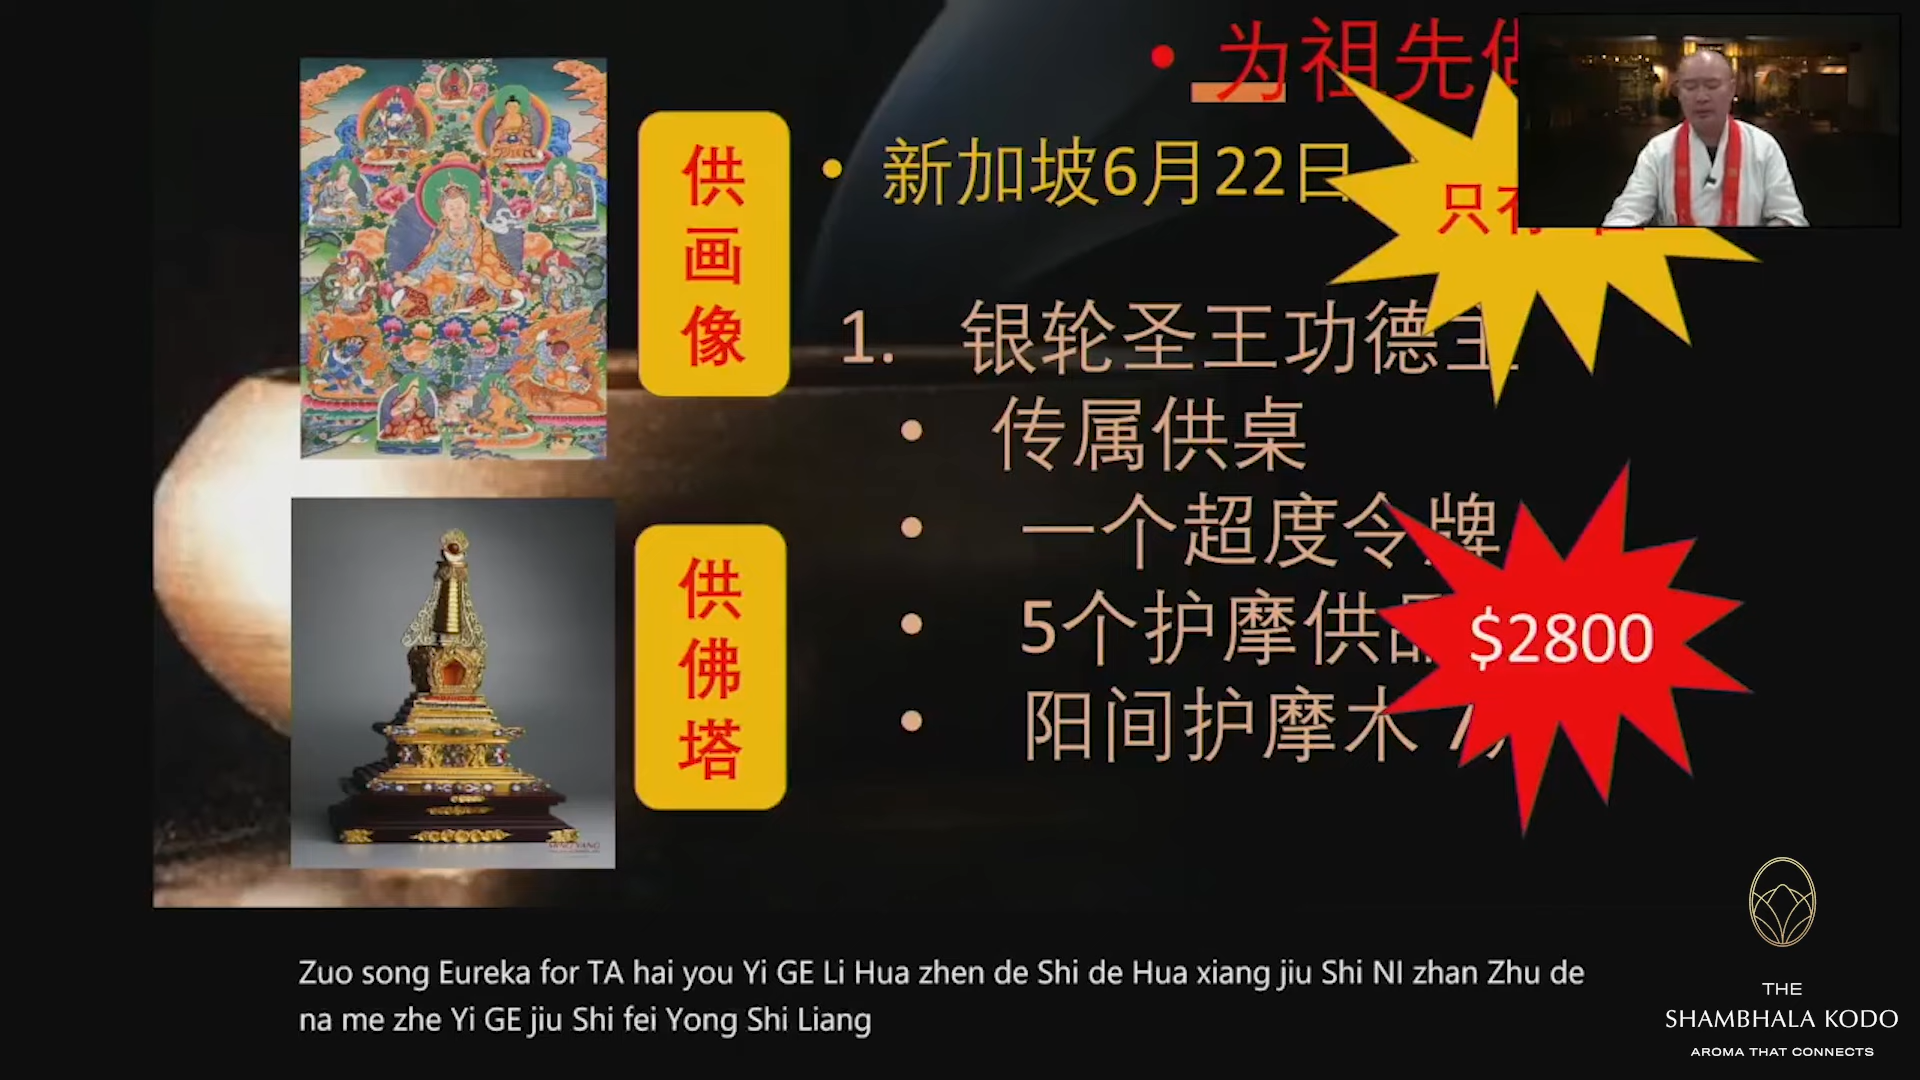 为祖先
新加坡6月22日
只有
供画像
1. 银轮圣王功德主
传属供桌
一个超度令牌
5个护摩供品
阳间护摩木
$2800
供佛塔
MING YANG
Zuo song Eureka for TA hai you Yi GE Li Hua zhen de Shi de Hua xiang jiu Shi NI zhan Zhu de
na me zhe Yi GE jiu Shi fei Yong Shi Liang
THE
SHAMBHALA KODO
AROMA THAT CONNECTS